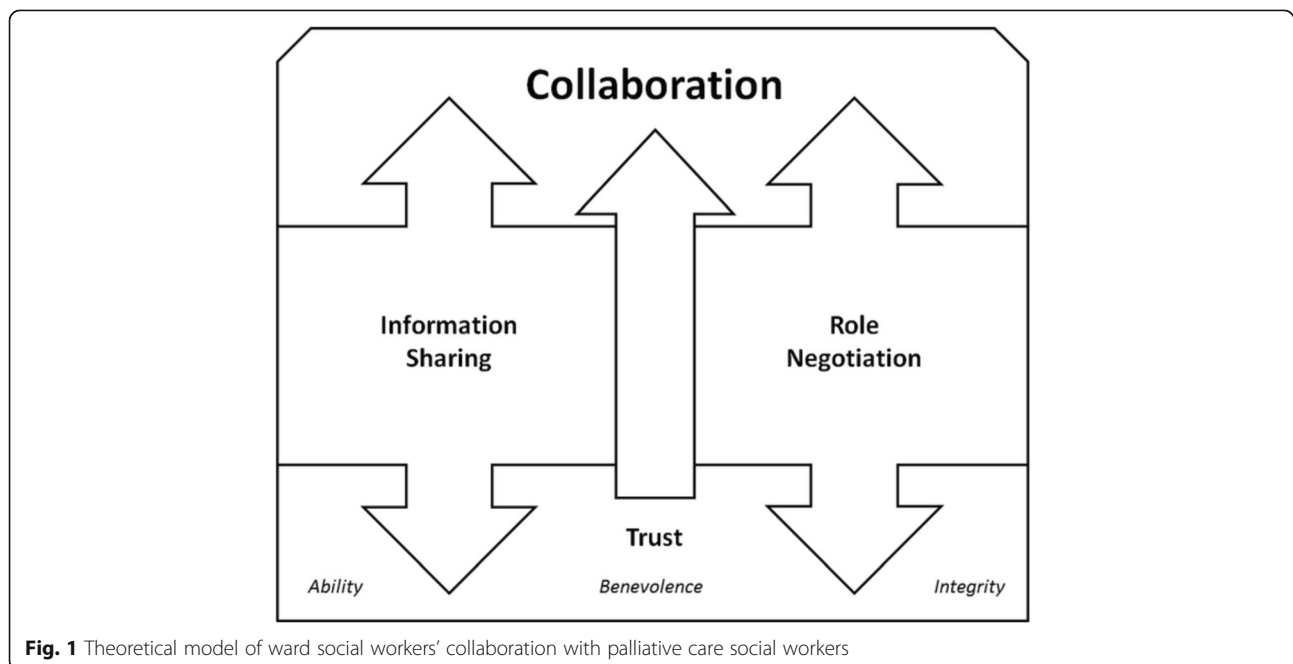 Collaboration
Information
Sharing
Role
Negotiation
Trust
Ability
Benevolence
Integrity
Fig. 1 Theoretical model of ward social workers’ collaboration with palliative care social workers